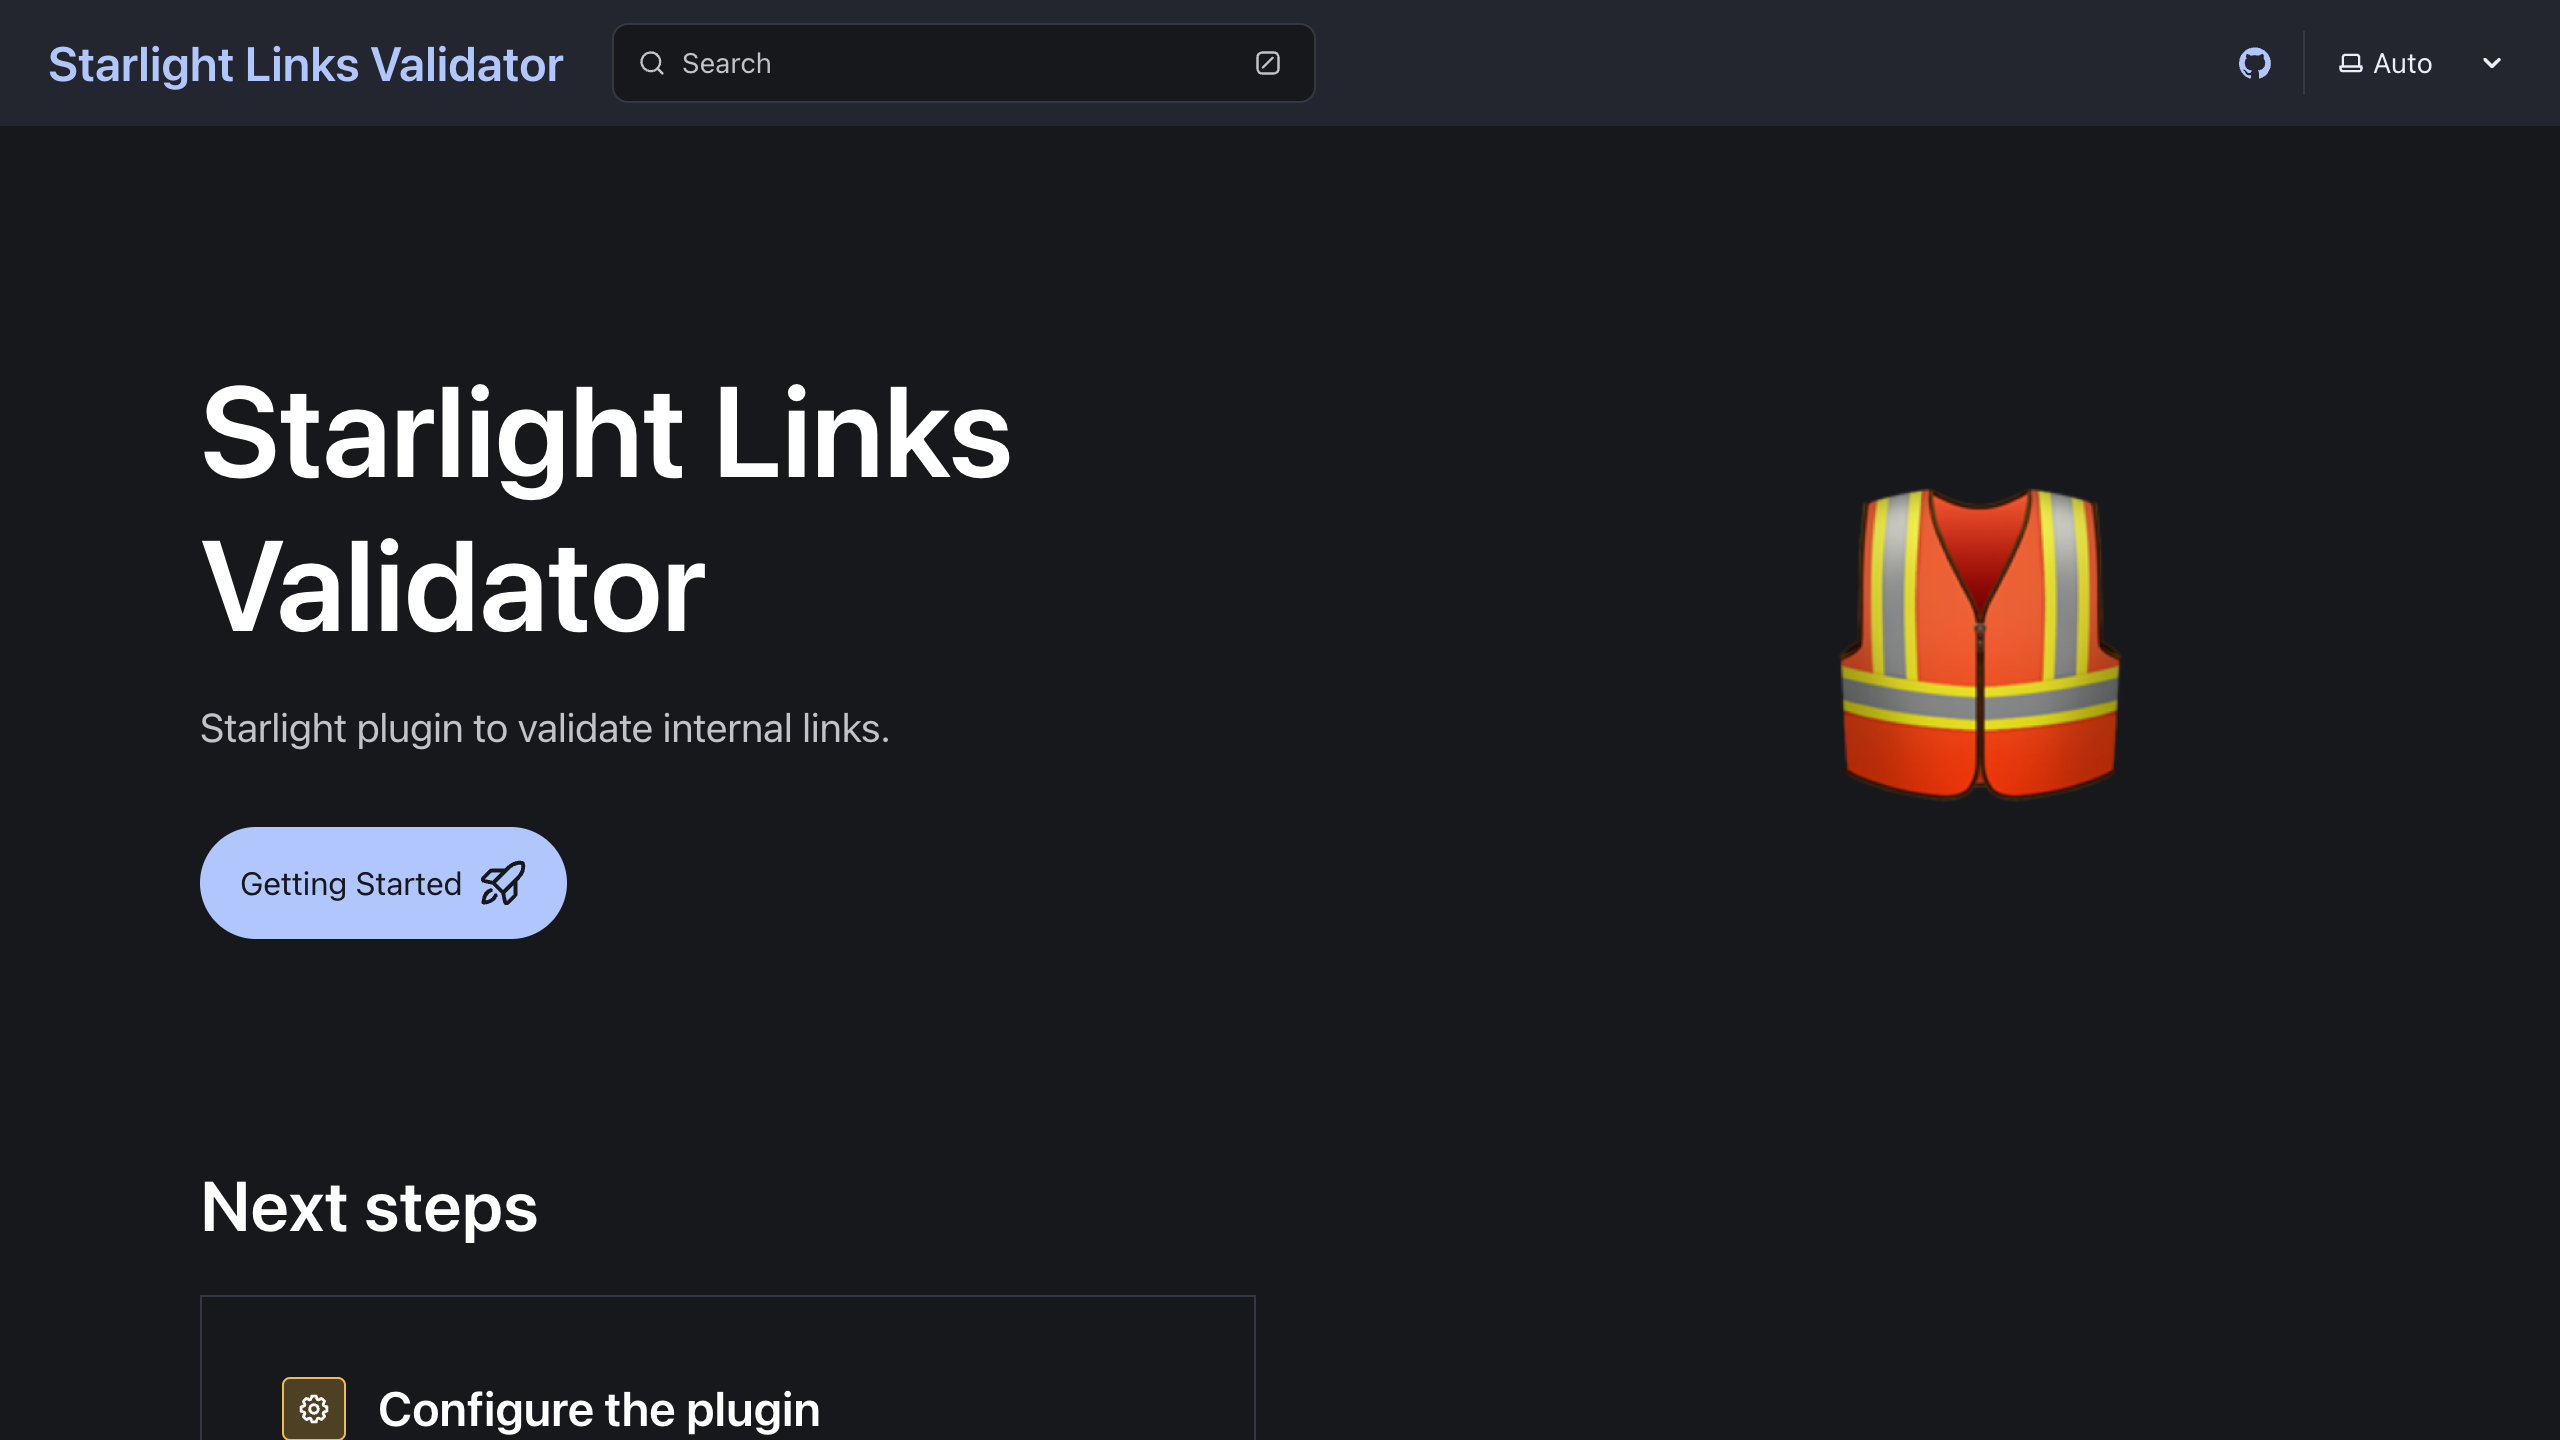 Starlight Links Validator
Search
Auto
Starlight Links
Validator
Starlight plugin to validate internal links.
Getting Started
Next steps
Configure the plugin